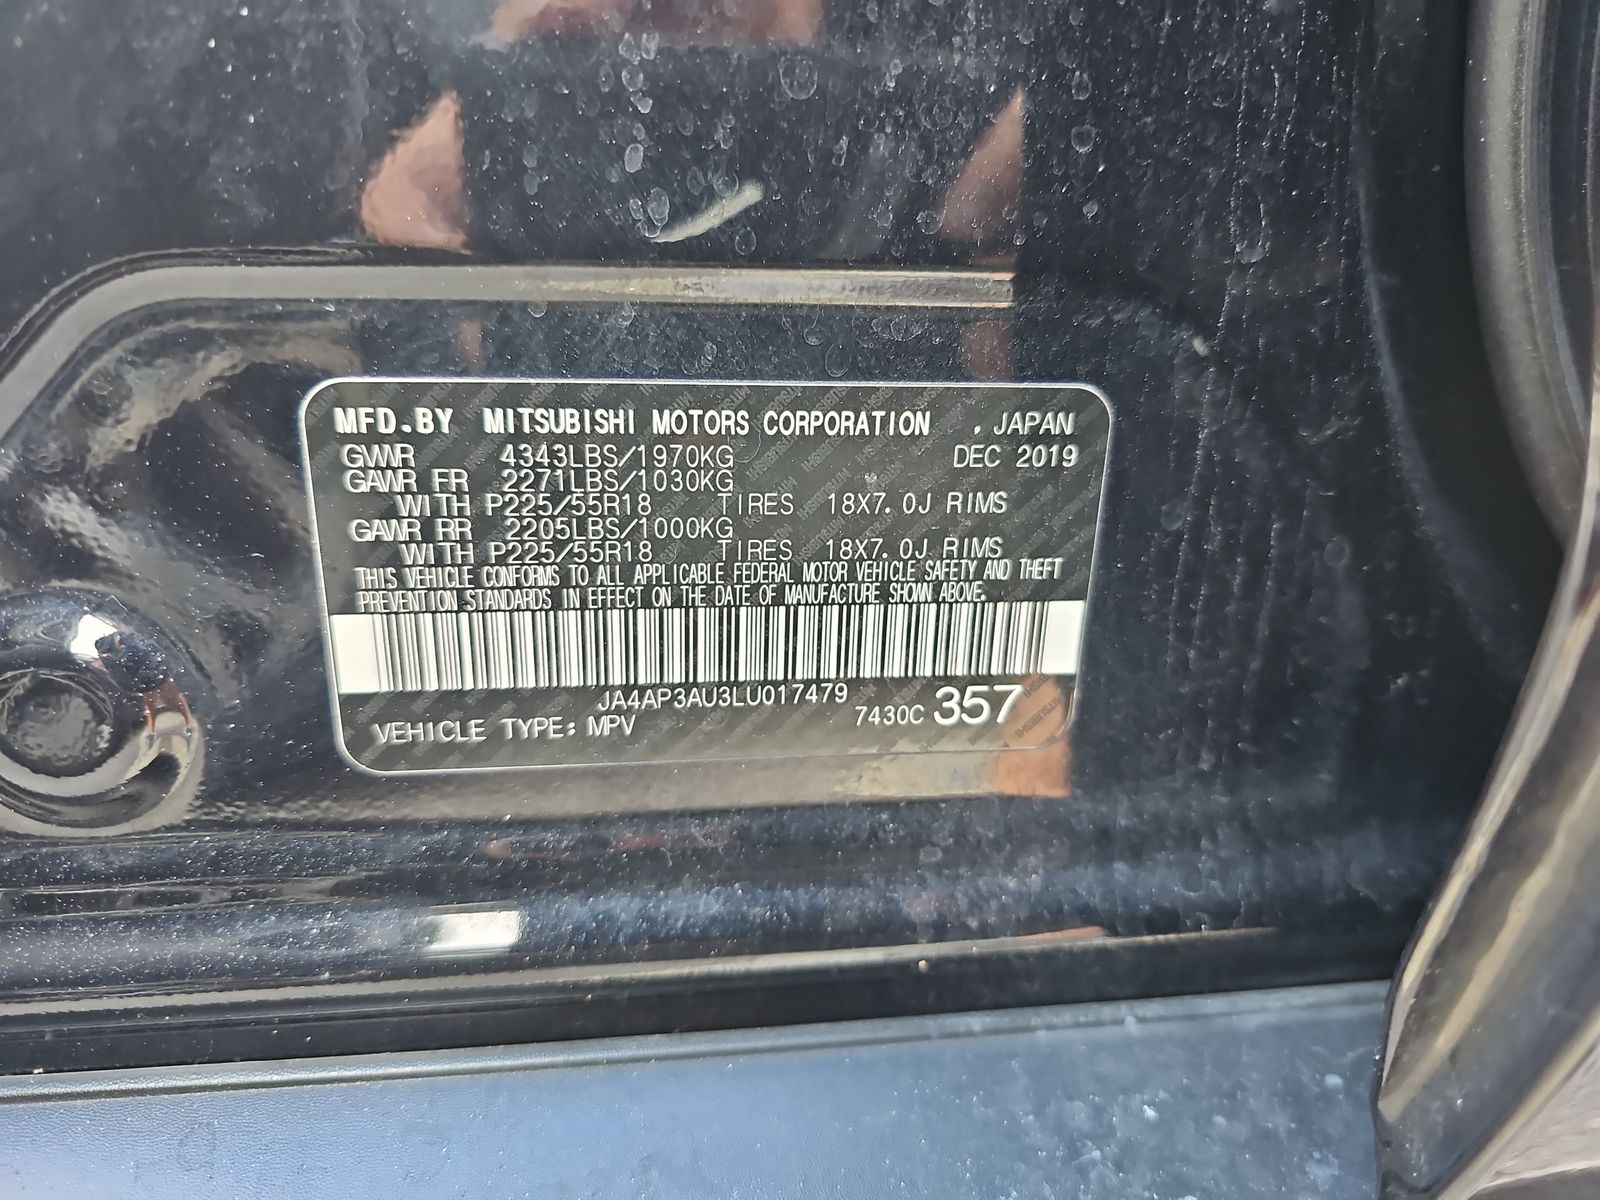 MFD.BY MITSUBISHI MOTORS CORPORATION , JAPAN
GVWR 4343LBS/1970KG DEC 2019
GAWR FR 2271LBS/1030KG
WITH P225/55R18 TIRES 18X7.0J RIMS
GAWR RR 2205LBS/1000KG
WITH P225/55R18 TIRES 18X7.0J RIMS
THIS VEHICLE CONFORMS TO ALL APPLICABLE FEDERAL MOTOR VEHICLE SAFETY AND THEFT
PREVENTION STANDARDS IN EFFECT ON THE DATE OF MANUFACTURE SHOWN ABOVE.
JA4AP3AU3LU017479
VEHICLE TYPE: MPV 7430C 357